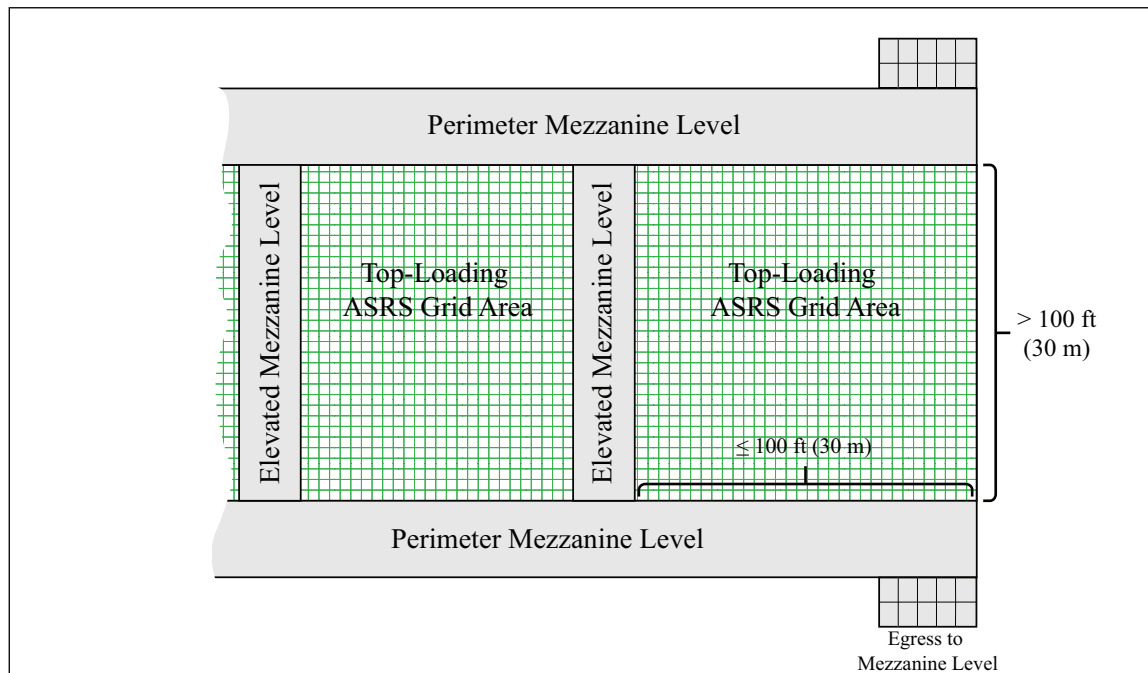 Perimeter Mezzanine Level
Elevated Mezzanine Level
Top-Loading
ASRS Grid Area
Elevated Mezzanine Level
Top-Loading
ASRS Grid Area
> 100 ft
(30 m)
≤ 100 ft (30 m)
Perimeter Mezzanine Level
Egress to
Mezzanine Level